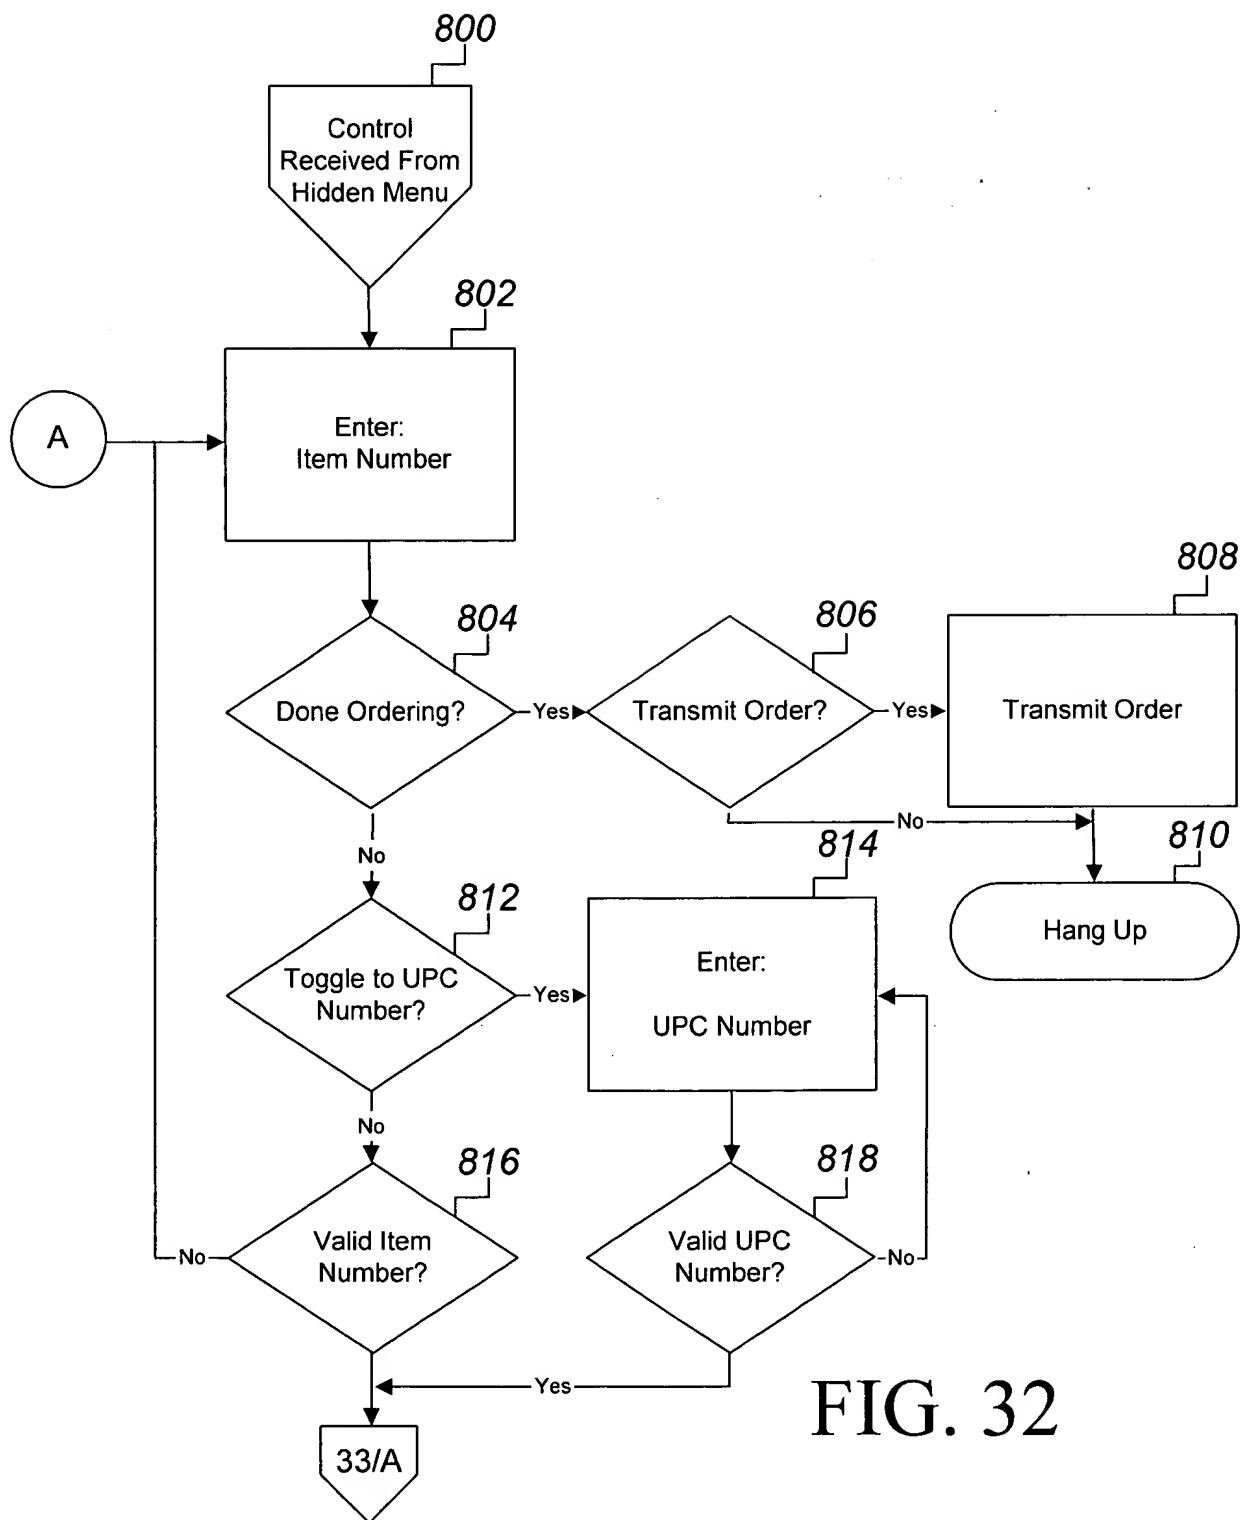 800
Control
Received From
Hidden Menu
802
A
Enter:
Item Number
808
804
806
Done Ordering?
Yes
Transmit Order?
Yes
Transmit Order
No
No
814
810
812
Hang Up
Toggle to UPC
Number?
Yes
Enter:
UPC Number
No
816
818
No
Valid Item
Number?
Valid UPC
Number?
No
Yes
FIG. 32
33/A